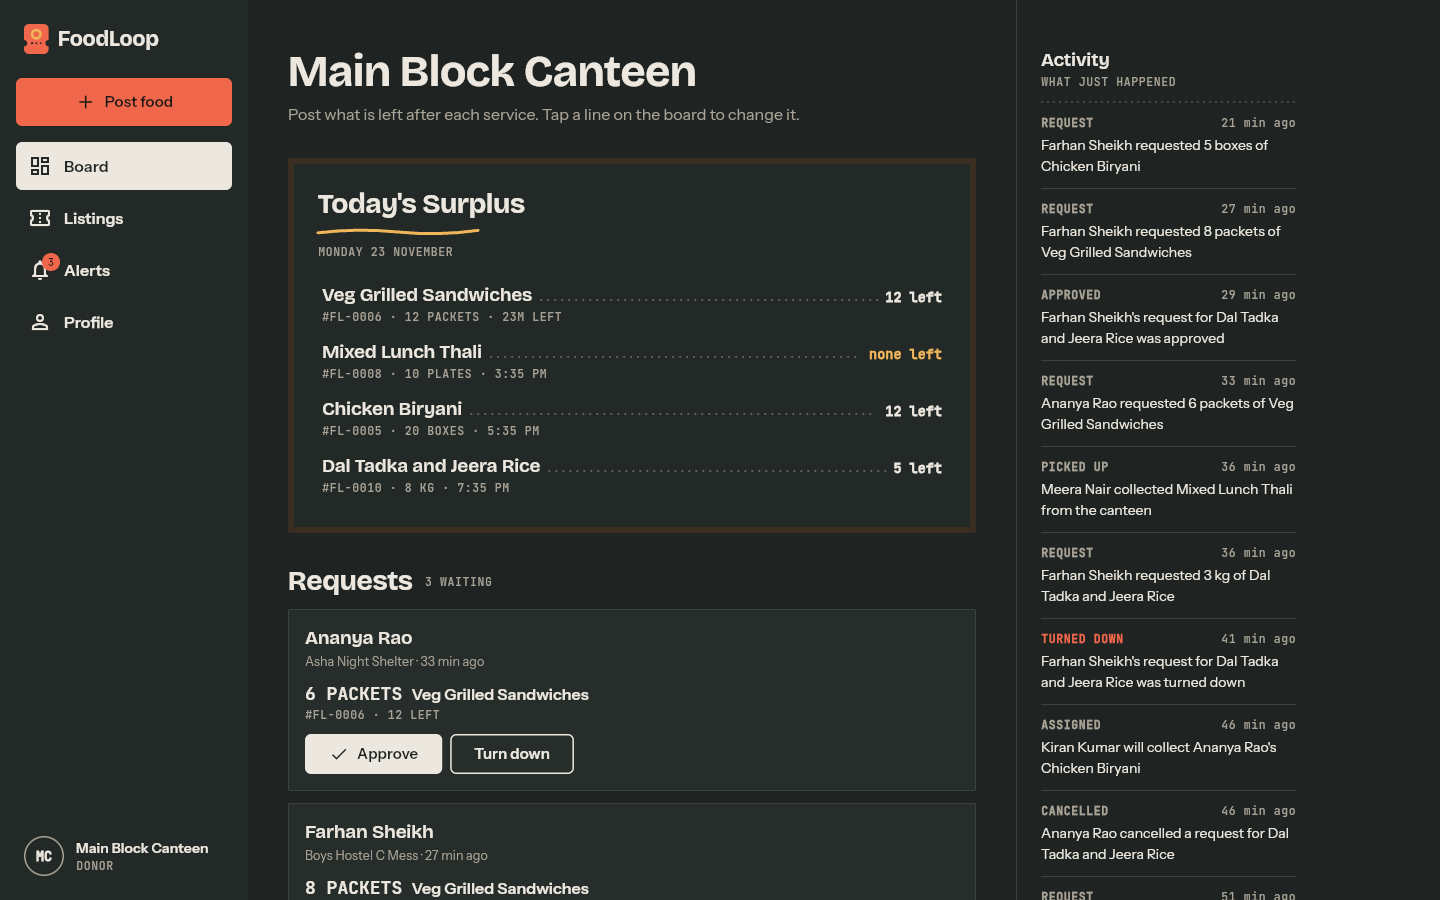 FoodLoop
Post food
Board
Listings
3
Alerts
Profile
MC
Main Block Canteen
DONOR
Main Block Canteen
Post what is left after each service. Tap a line on the board to change it.
Today's Surplus
MONDAY 23 NOVEMBER
Veg Grilled Sandwiches 12 left
#FL-0006 · 12 PACKETS · 23M LEFT
Mixed Lunch Thali none left
#FL-0008 · 10 PLATES · 3:35 PM
Chicken Biryani 12 left
#FL-0005 · 20 BOXES · 5:35 PM
Dal Tadka and Jeera Rice 5 left
#FL-0010 · 8 KG · 7:35 PM
Requests 3 WAITING
Ananya Rao
Asha Night Shelter · 33 min ago
6 PACKETS Veg Grilled Sandwiches
#FL-0006 · 12 LEFT
Approve Turn down
Farhan Sheikh
Boys Hostel C Mess · 27 min ago
8 PACKETS Veg Grilled Sandwiches
Activity
WHAT JUST HAPPENED
REQUEST 21 min ago
Farhan Sheikh requested 5 boxes of
Chicken Biryani
REQUEST 27 min ago
Farhan Sheikh requested 8 packets of
Veg Grilled Sandwiches
APPROVED 29 min ago
Farhan Sheikh's request for Dal Tadka
and Jeera Rice was approved
REQUEST 33 min ago
Ananya Rao requested 6 packets of Veg
Grilled Sandwiches
PICKED UP 36 min ago
Meera Nair collected Mixed Lunch Thali
from the canteen
REQUEST 36 min ago
Farhan Sheikh requested 3 kg of Dal
Tadka and Jeera Rice
TURNED DOWN 41 min ago
Farhan Sheikh's request for Dal Tadka
and Jeera Rice was turned down
ASSIGNED 46 min ago
Kiran Kumar will collect Ananya Rao's
Chicken Biryani
CANCELLED 46 min ago
Ananya Rao cancelled a request for Dal
Tadka and Jeera Rice
REQUEST 51 min ago